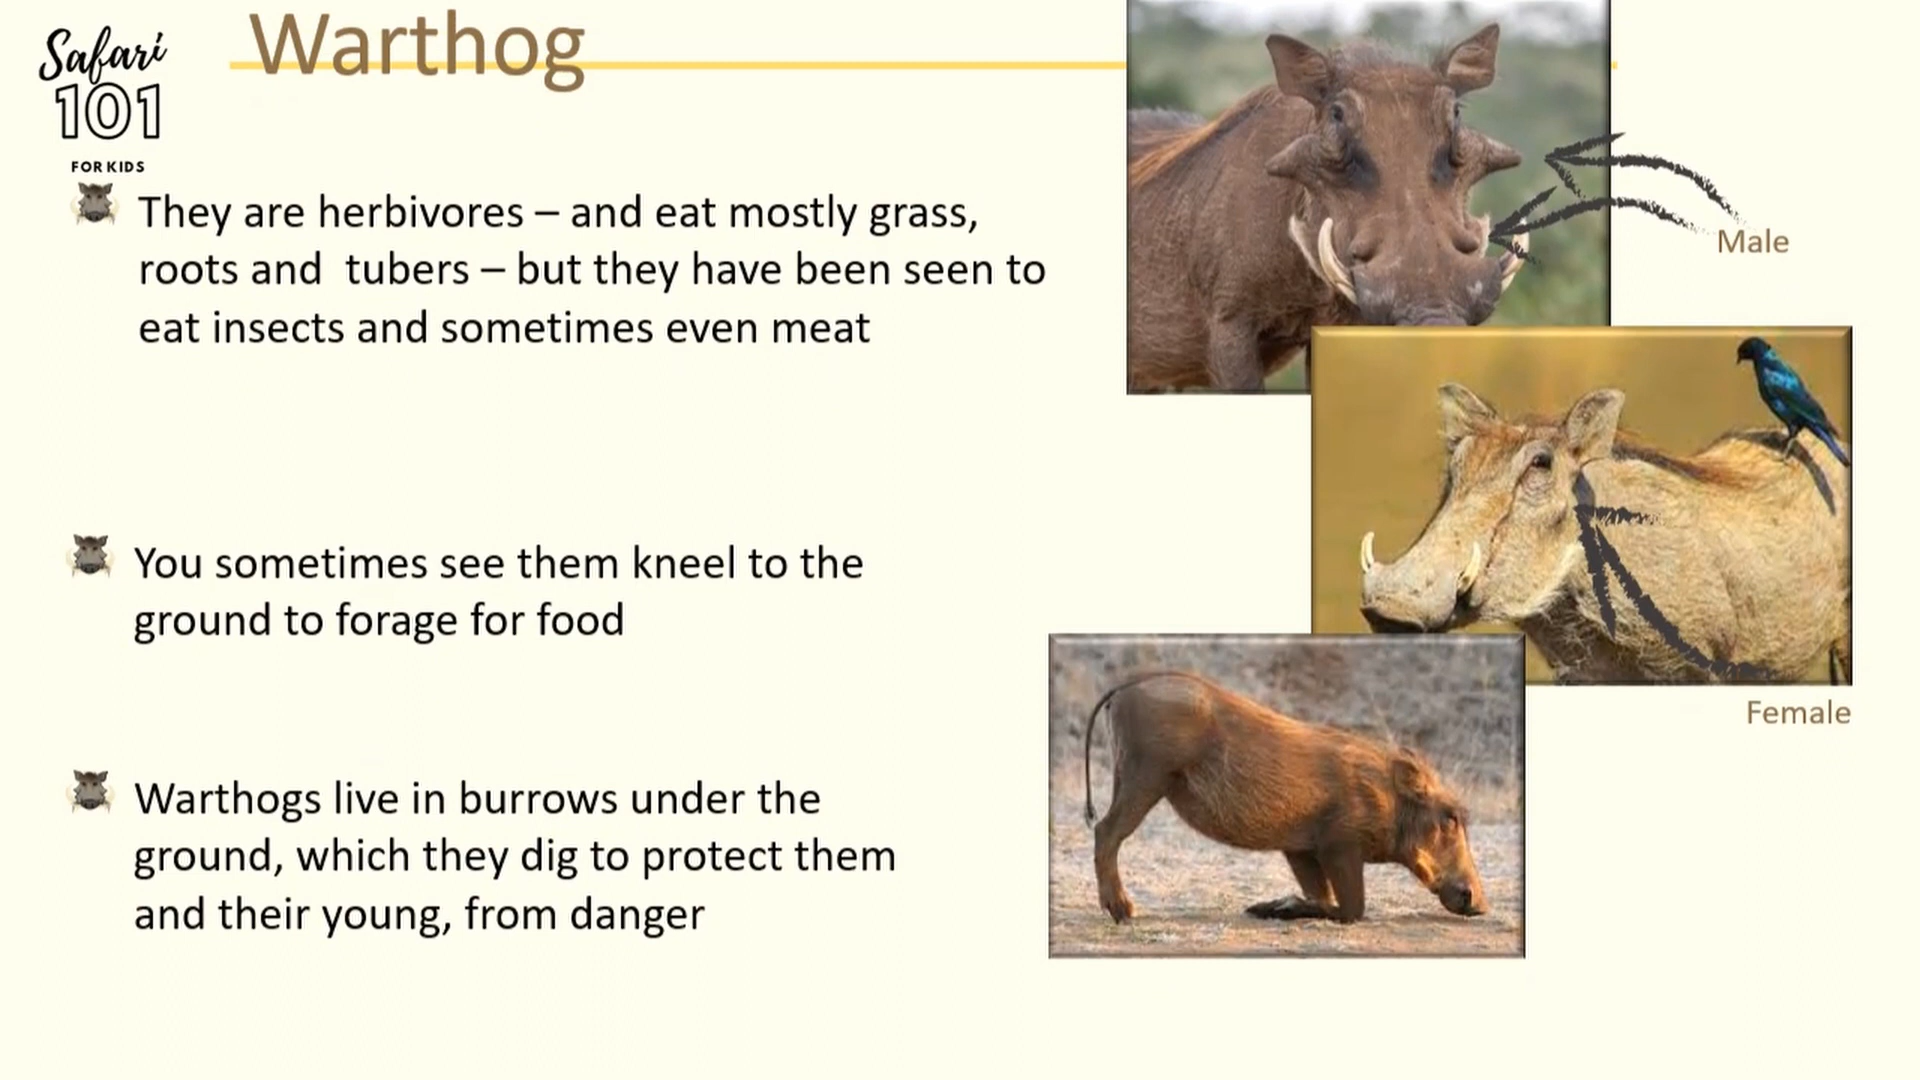 Safari
101
FOR KIDS
Warthog
They are herbivores – and eat mostly grass,
roots and  tubers – but they have been seen to
eat insects and sometimes even meat
You sometimes see them kneel to the
ground to forage for food
Warthogs live in burrows under the
ground, which they dig to protect them
and their young, from danger
Male
Female